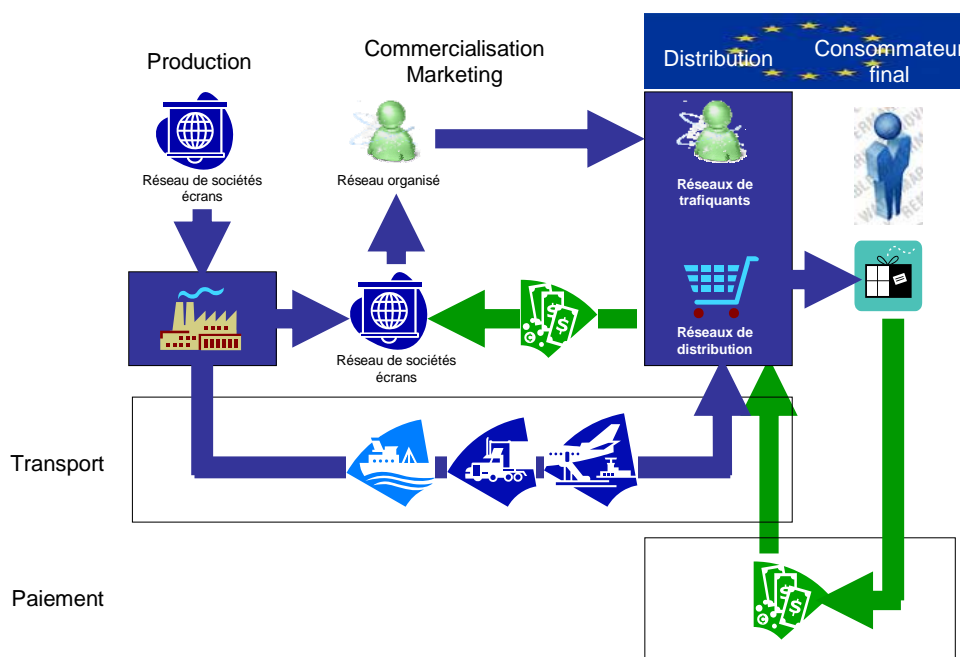 Production
Commercialisation
Marketing
Distribution
Consommateur
final
Réseau de sociétés
écrans
Réseau organisé
Réseaux de
trafiquants
Réseau de sociétés
écrans
Réseaux de
distribution
Transport
Paiement